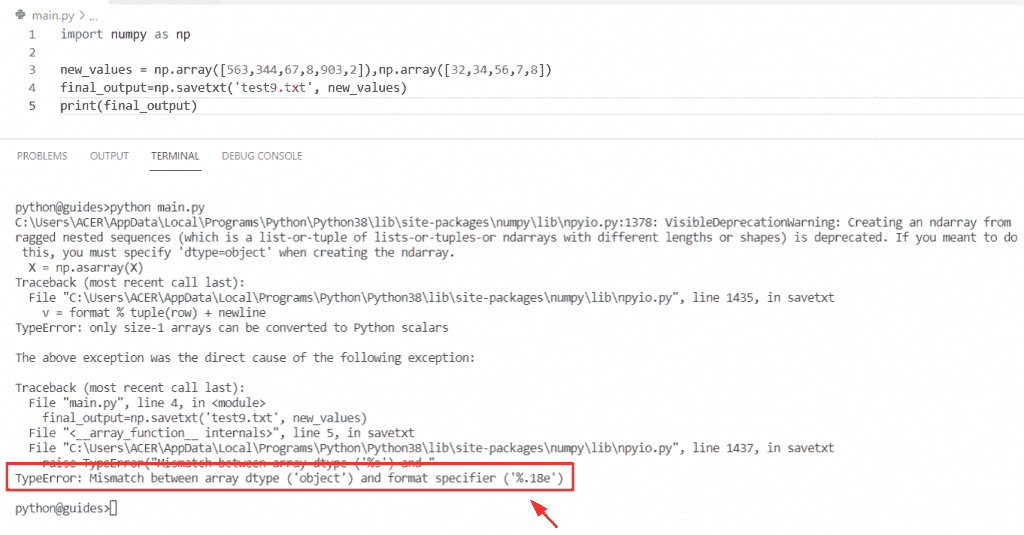 main.py > ...
1 import numpy as np
2
3 new_values = np.array([563,344,67,8,903,2]),np.array([32,34,56,7,8])
4 final_output=np.savetxt('test9.txt', new_values)
5 print(final_output)
PROBLEMS OUTPUT TERMINAL DEBUG CONSOLE
python@guides>python main.py
C:\Users\ACER\AppData\Local\Programs\Python\Python38\lib\site-packages\numpy\lib\npyio.py:1378: VisibleDeprecationWarning: Creating an ndarray from
ragged nested sequences (which is a list-or-tuple of lists-or-tuples-or ndarrays with different lengths or shapes) is deprecated. If you meant to do
this, you must specify 'dtype=object' when creating the ndarray.
X = np.asarray(X)
Traceback (most recent call last):
File "C:\Users\ACER\AppData\Local\Programs\Python\Python38\lib\site-packages\numpy\lib\npyio.py", line 1435, in savetxt
v = format % tuple(row) + newline
TypeError: only size-1 arrays can be converted to Python scalars
The above exception was the direct cause of the following exception:
Traceback (most recent call last):
File "main.py", line 4, in <module>
final_output=np.savetxt('test9.txt', new_values)
File "<__array_function__ internals>", line 5, in savetxt
File "C:\Users\ACER\AppData\Local\Programs\Python\Python38\lib\site-packages\numpy\lib\npyio.py", line 1437, in savetxt
raise TypeError("Mismatch between array dtype ('%s') and "
TypeError: Mismatch between array dtype ('object') and format specifier ('%.18e')
python@guides>